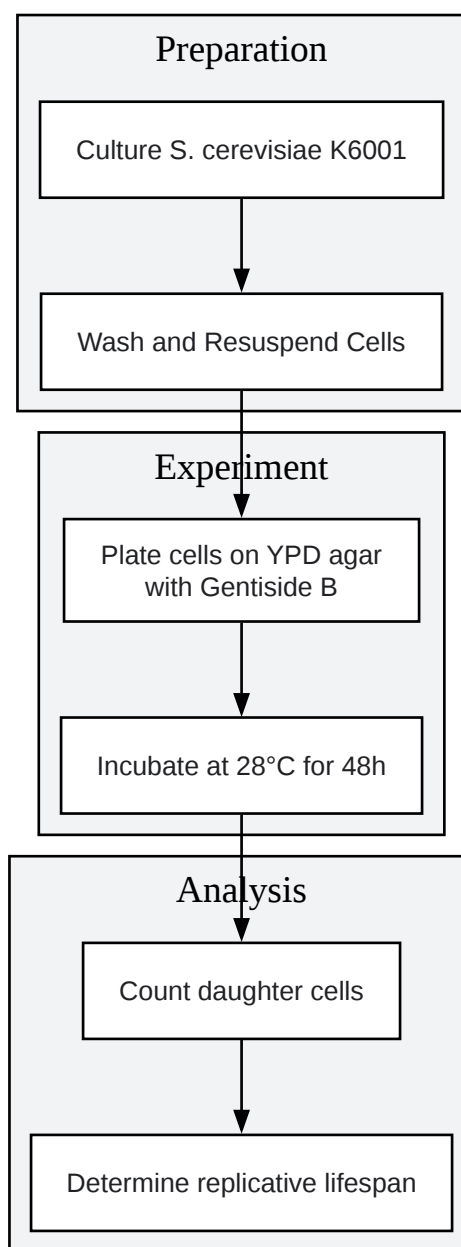 Preparation
Culture S. cerevisiae K6001
Wash and Resuspend Cells
Experiment
Plate cells on YPD agar
with Gentiside B
Incubate at 28°C for 48h
Analysis
Count daughter cells
Determine replicative lifespan